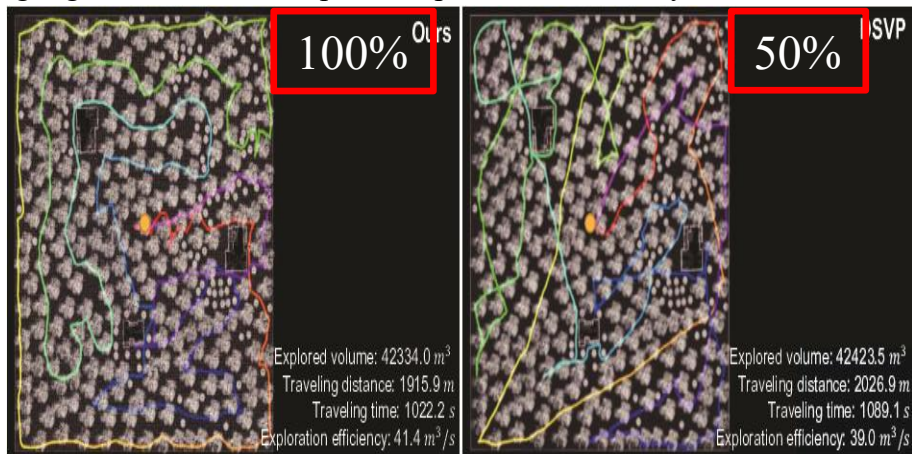 100%
Ours
Explored volume: 42334.0 m³
Traveling distance: 1915.9 m
Traveling time: 1022.2 s
Exploration efficiency: 41.4 m³/s
50%
DSVP
Explored volume: 42423.5 m³
Traveling distance: 2026.9 m
Traveling time: 1089.1 s
Exploration efficiency: 39.0 m³/s